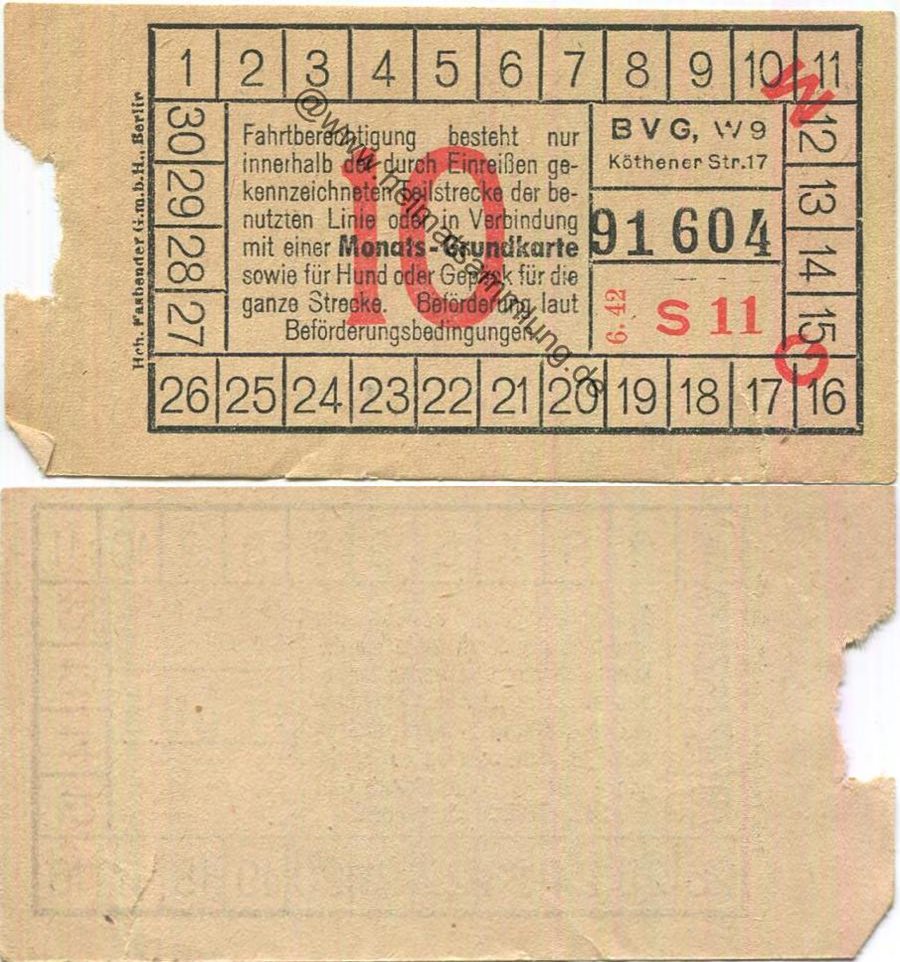 1 2 3 4 5 6 7 8 9 10 11
W
30 29 28 27
12 13 14 15
Hch. Fasbender G.m.b.H., Berlin
Fahrtberechtigung besteht nur
innerhalb der durch Einreißen ge-
kennzeichneten Teilstrecke der be-
nutzten Linie oder in Verbindung
mit einer Monats-Grundkarte
sowie für Hund oder Gepäck für die
ganze Strecke. Beförderung laut
Beförderungsbedingungen.
10
BVG, W9
Köthener Str.17
91 604
6.42
S 11
O
26 25 24 23 22 21 20 19 18 17 16
@www.heimatsammlung.de